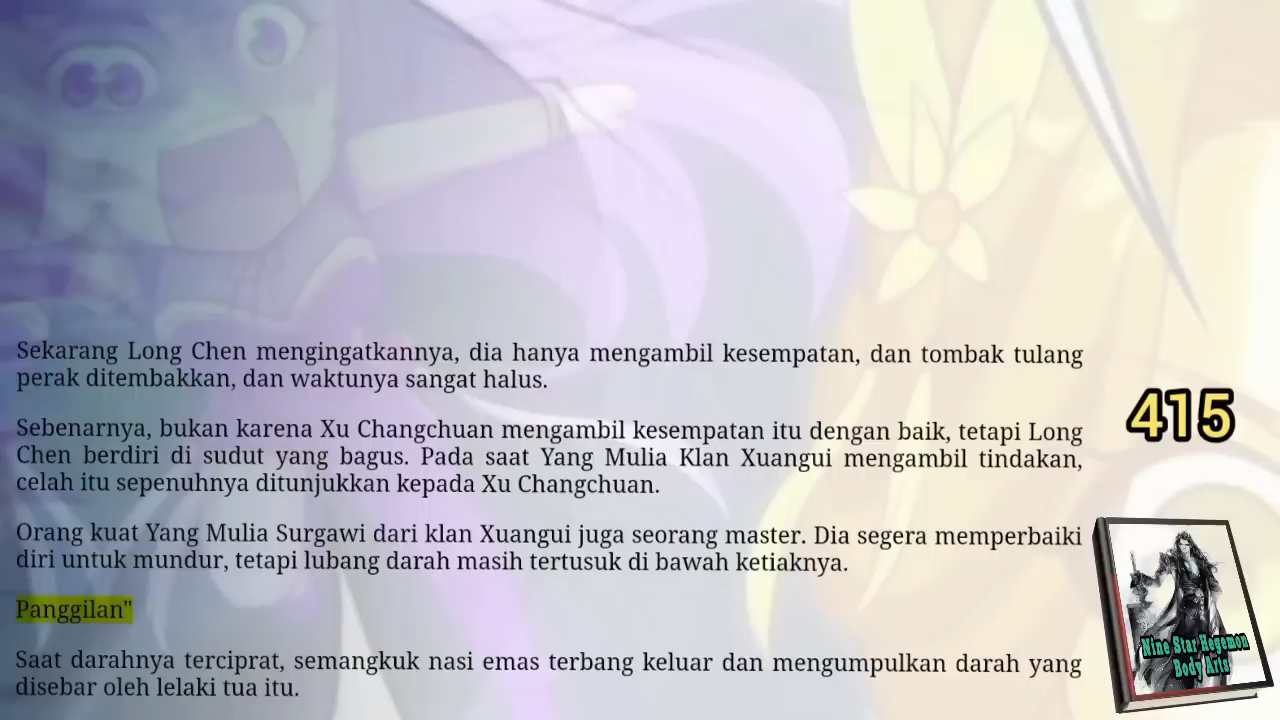 Sekarang Long Chen mengingatkannya, dia hanya mengambil kesempatan, dan tombak tulang
perak ditembakkan, dan waktunya sangat halus.
Sebenarnya, bukan karena Xu Changchuan mengambil kesempatan itu dengan baik, tetapi Long
Chen berdiri di sudut yang bagus. Pada saat Yang Mulia Klan Xuangui mengambil tindakan,
celah itu sepenuhnya ditunjukkan kepada Xu Changchuan.
Orang kuat Yang Mulia Surgawi dari klan Xuangui juga seorang master. Dia segera memperbaiki
diri untuk mundur, tetapi lubang darah masih tertusuk di bawah ketiaknya.
Panggilan"
Saat darahnya terciprat, semangkuk nasi emas terbang keluar dan mengumpulkan darah yang
disebar oleh lelaki tua itu.
415
Nine Star Hegemon
Body Arts